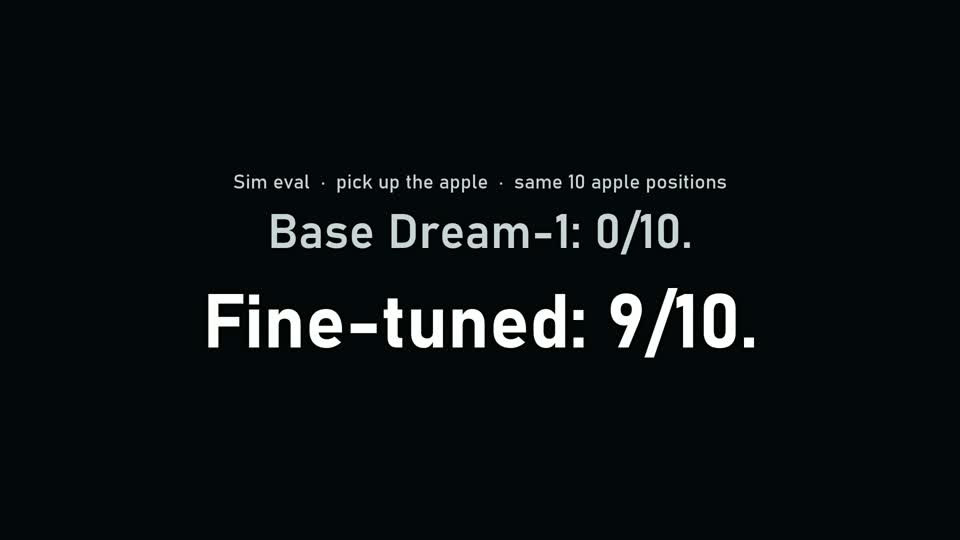 Sim eval · pick up the apple · same 10 apple positions
Base Dream-1: 0/10.
Fine-tuned: 9/10.